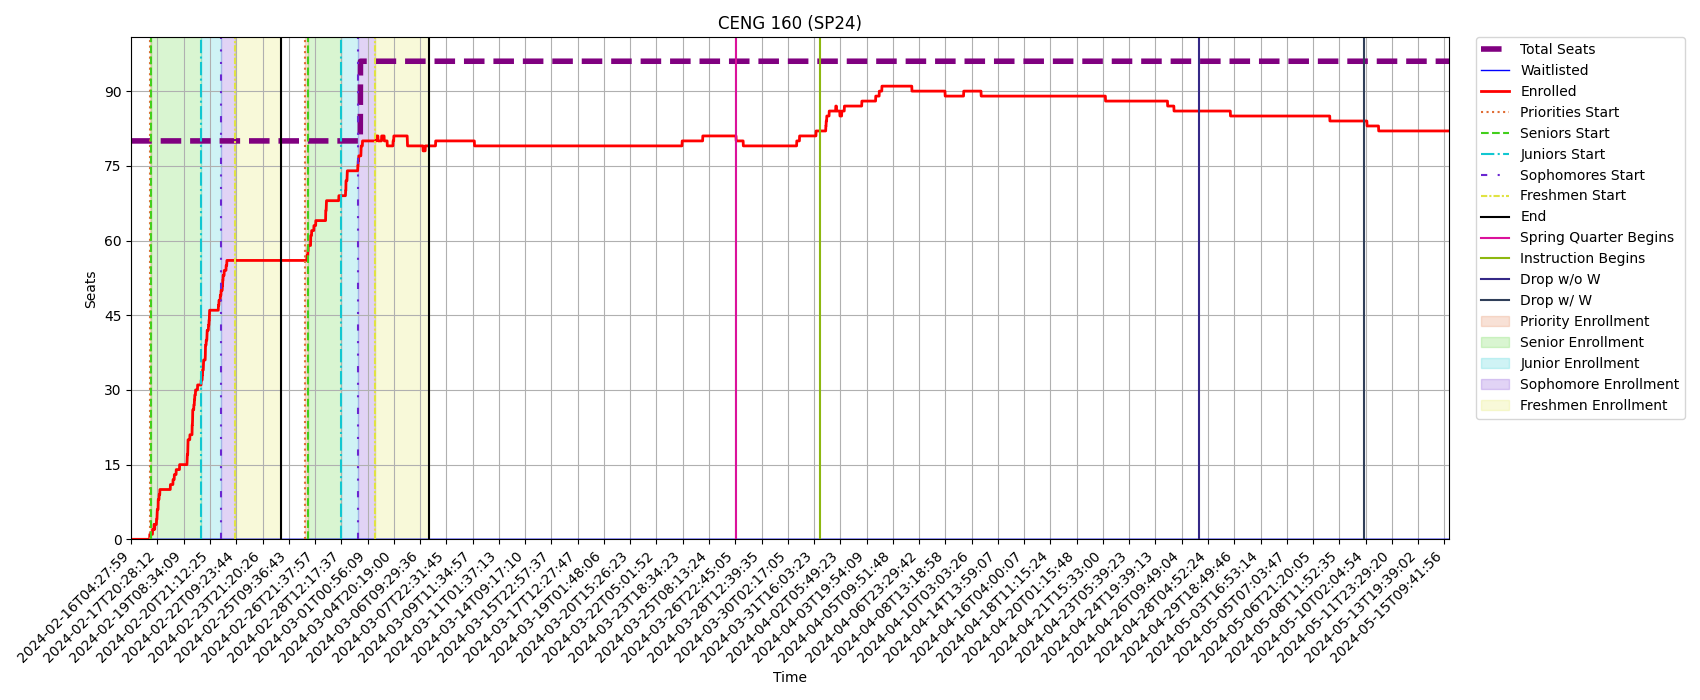 CENG 160 (SP24)
Seats
90
75
60
45
30
15
0
2024-02-16T04:27:59
2024-02-17T20:28:12
2024-02-19T08:34:09
2024-02-20T21:12:25
2024-02-22T09:23:44
2024-02-23T21:20:26
2024-02-25T09:36:43
2024-02-26T21:37:57
2024-02-28T12:17:37
2024-03-01T00:56:09
2024-03-04T20:19:00
2024-03-06T09:29:36
2024-03-07T22:31:45
2024-03-09T11:34:57
2024-03-11T01:37:13
2024-03-14T09:17:10
2024-03-15T22:57:37
2024-03-17T12:27:47
2024-03-19T01:48:06
2024-03-20T15:26:23
2024-03-22T05:01:52
2024-03-23T18:34:23
2024-03-25T08:13:24
2024-03-26T22:45:05
2024-03-28T12:39:35
2024-03-30T02:17:05
2024-03-31T16:03:23
2024-04-02T05:49:23
2024-04-03T19:54:09
2024-04-05T09:51:48
2024-04-06T23:29:42
2024-04-08T13:18:58
2024-04-10T03:03:26
2024-04-14T13:59:07
2024-04-16T04:00:07
2024-04-18T11:15:24
2024-04-20T01:15:48
2024-04-21T15:33:00
2024-04-23T05:39:23
2024-04-24T19:39:13
2024-04-26T09:49:04
2024-04-28T04:52:24
2024-04-29T18:49:46
2024-05-03T16:53:14
2024-05-05T07:03:47
2024-05-06T21:20:05
2024-05-08T11:52:35
2024-05-10T02:04:54
2024-05-11T23:29:20
2024-05-13T19:39:02
2024-05-15T09:41:56
Time
Total Seats
Waitlisted
Enrolled
Priorities Start
Seniors Start
Juniors Start
Sophomores Start
Freshmen Start
End
Spring Quarter Begins
Instruction Begins
Drop w/o W
Drop w/ W
Priority Enrollment
Senior Enrollment
Junior Enrollment
Sophomore Enrollment
Freshmen Enrollment